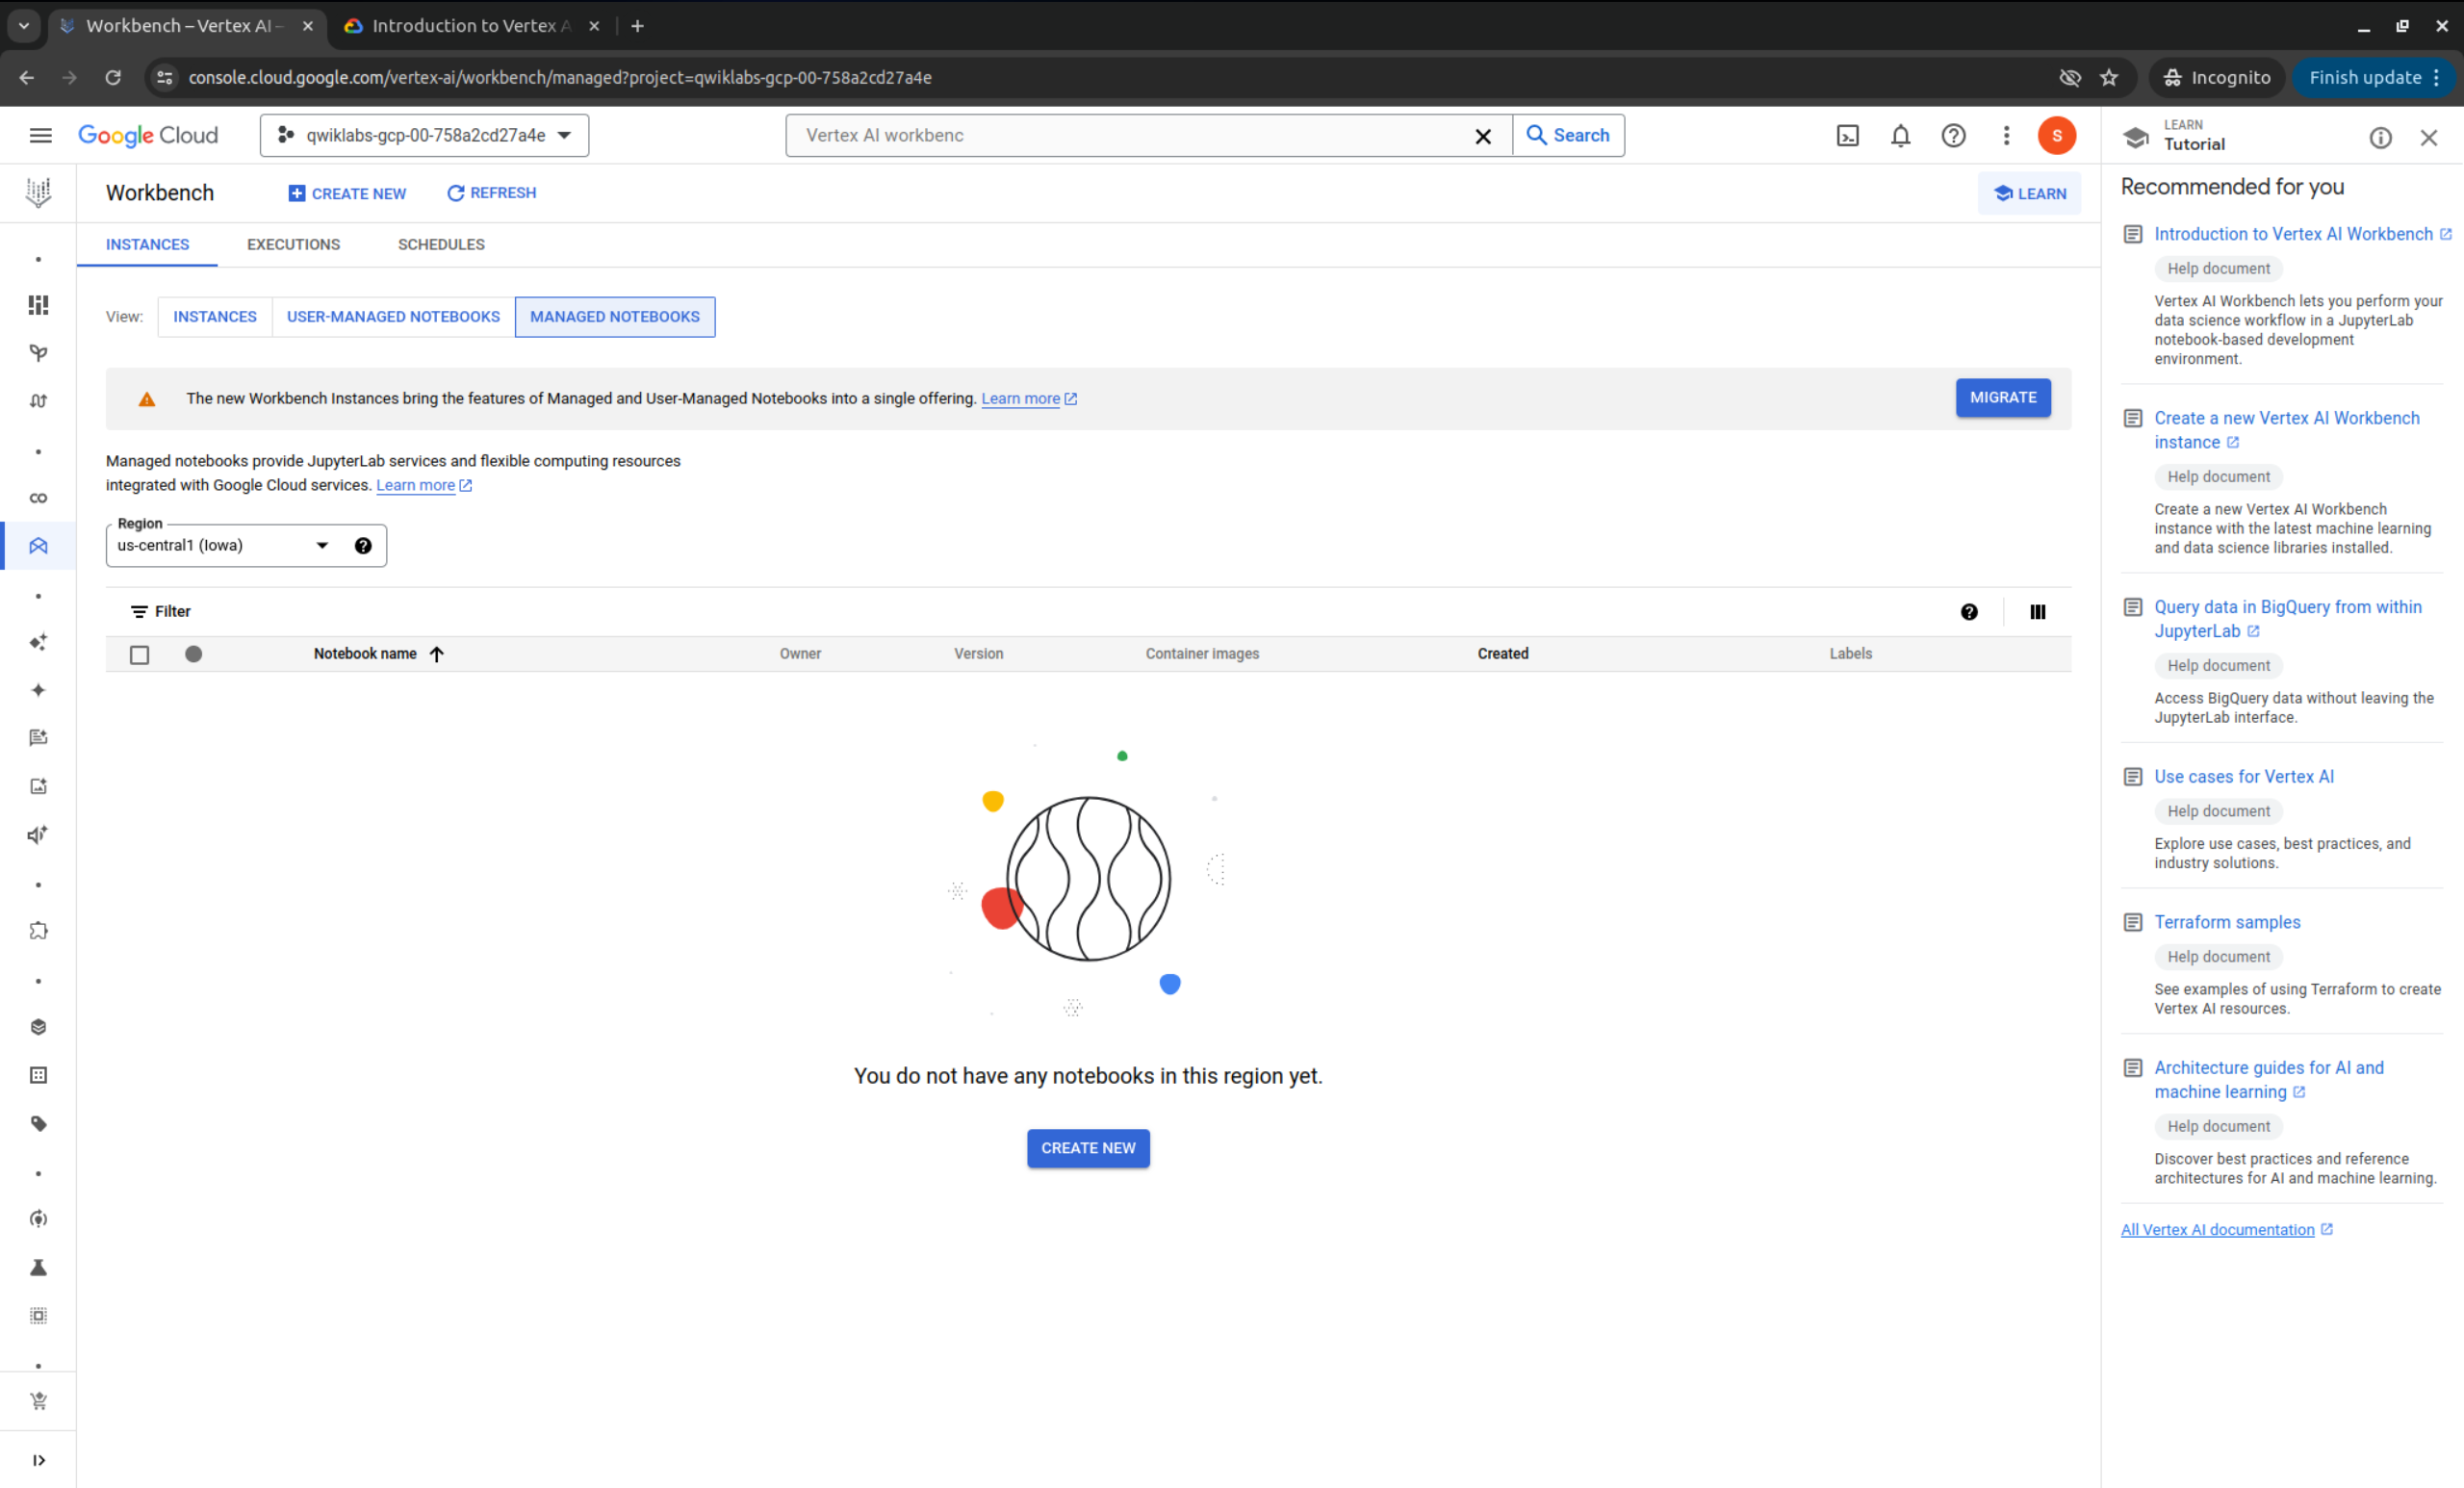 Workbench – Vertex AI –
Introduction to Vertex A
console.cloud.google.com/vertex-ai/workbench/managed?project=qwiklabs-gcp-00-758a2cd27a4e
Incognito
Finish update
Google Cloud
qwiklabs-gcp-00-758a2cd27a4e
Vertex AI workbenc
Search
S
LEARN
Tutorial
Workbench
CREATE NEW
REFRESH
LEARN
INSTANCES
EXECUTIONS
SCHEDULES
View:
INSTANCES
USER-MANAGED NOTEBOOKS
MANAGED NOTEBOOKS
The new Workbench Instances bring the features of Managed and User-Managed Notebooks into a single offering. Learn more
MIGRATE
Managed notebooks provide JupyterLab services and flexible computing resources
integrated with Google Cloud services. Learn more
Region
us-central1 (Iowa)
Filter
Notebook name
Owner
Version
Container images
Created
Labels
You do not have any notebooks in this region yet.
CREATE NEW
Recommended for you
Introduction to Vertex AI Workbench
Help document
Vertex AI Workbench lets you perform your
data science workflow in a JupyterLab
notebook-based development
environment.
Create a new Vertex AI Workbench
instance
Help document
Create a new Vertex AI Workbench
instance with the latest machine learning
and data science libraries installed.
Query data in BigQuery from within
JupyterLab
Help document
Access BigQuery data without leaving the
JupyterLab interface.
Use cases for Vertex AI
Help document
Explore use cases, best practices, and
industry solutions.
Terraform samples
Help document
See examples of using Terraform to create
Vertex AI resources.
Architecture guides for AI and
machine learning
Help document
Discover best practices and reference
architectures for AI and machine learning.
All Vertex AI documentation